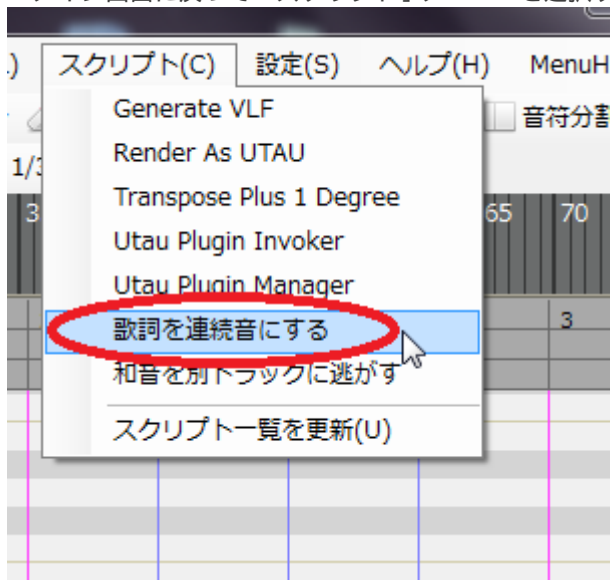 スクリプト(C) 設定(S) ヘルプ(H) MenuH
Generate VLF
音符分割
Render As UTAU
1/3
Transpose Plus 1 Degree
3 65 70
Utau Plugin Invoker
Utau Plugin Manager
歌詞を連続音にする
3
和音を別トラックに逃がす
スクリプト一覧を更新(U)